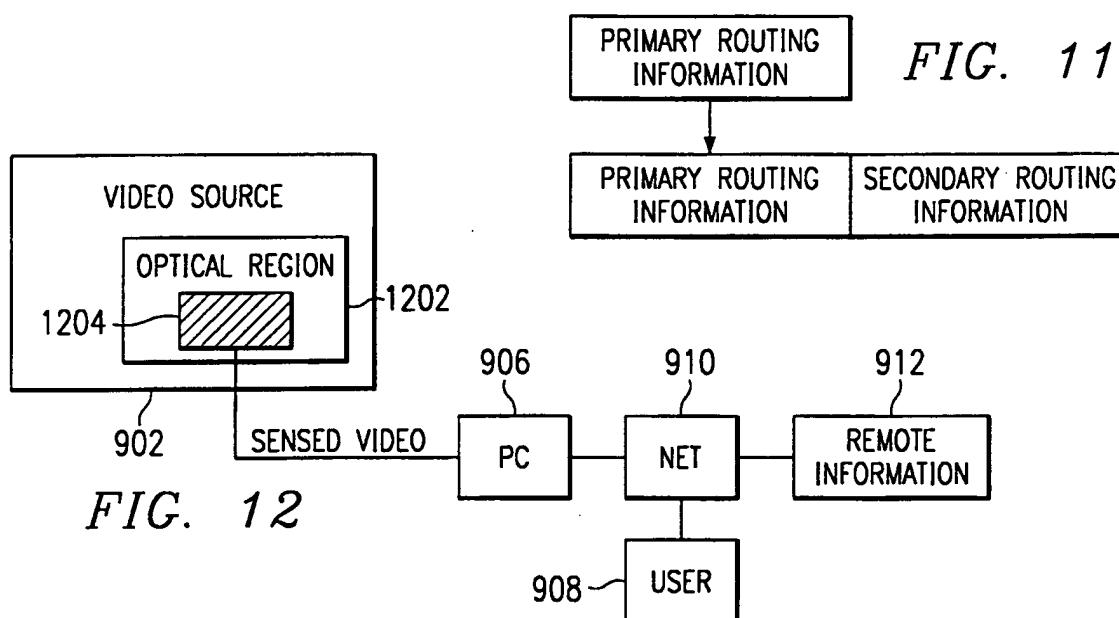 PRIMARY ROUTING
INFORMATION
FIG. 11
PRIMARY ROUTING
INFORMATION
SECONDARY ROUTING
INFORMATION
VIDEO SOURCE
OPTICAL REGION
1204
1202
902
SENSED VIDEO
906
PC
910
NET
912
REMOTE
INFORMATION
908
USER
FIG. 12